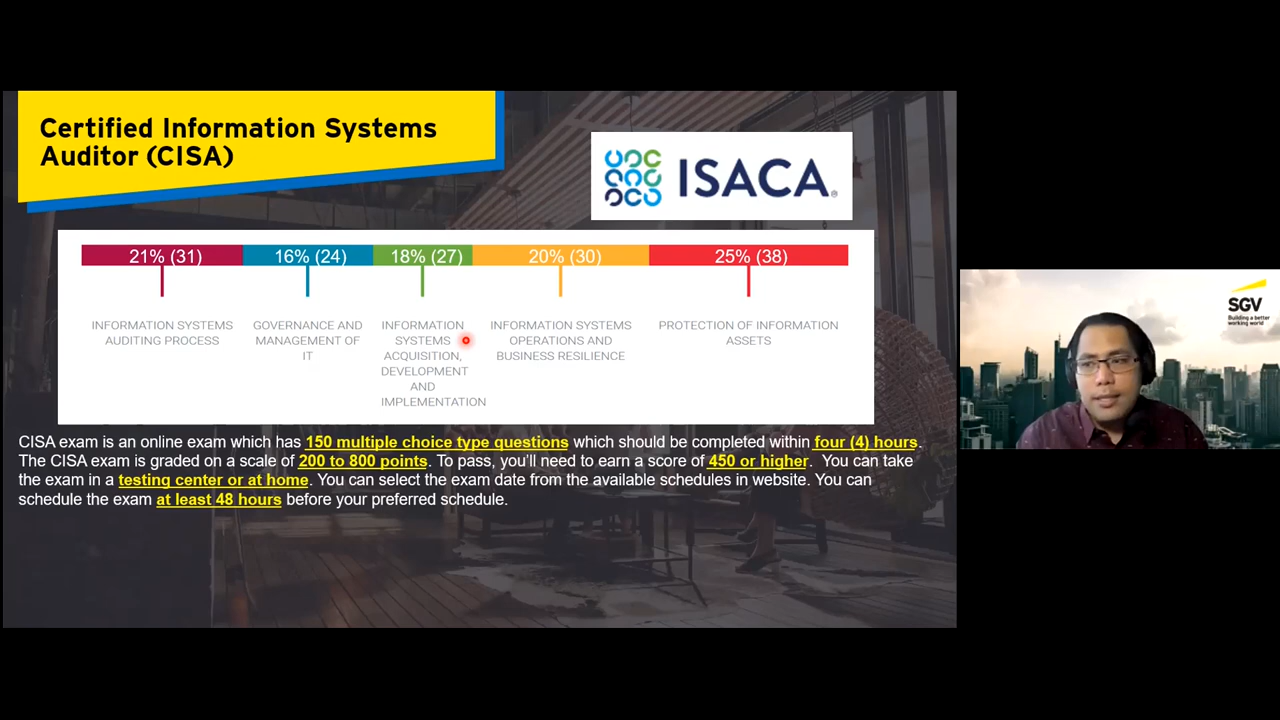 Certified Information Systems
Auditor (CISA)
ISACA®
21% (31)
16% (24)
18% (27)
20% (30)
25% (38)
INFORMATION SYSTEMS
AUDITING PROCESS
GOVERNANCE AND
MANAGEMENT OF
IT
INFORMATION
SYSTEMS
ACQUISITION,
DEVELOPMENT
AND
IMPLEMENTATION
INFORMATION SYSTEMS
OPERATIONS AND
BUSINESS RESILIENCE
PROTECTION OF INFORMATION
ASSETS
CISA exam is an online exam which has 150 multiple choice type questions which should be completed within four (4) hours.
The CISA exam is graded on a scale of 200 to 800 points. To pass, you’ll need to earn a score of 450 or higher. You can take
the exam in a testing center or at home. You can select the exam date from the available schedules in website. You can
schedule the exam at least 48 hours before your preferred schedule.
SGV
Building a better
working world